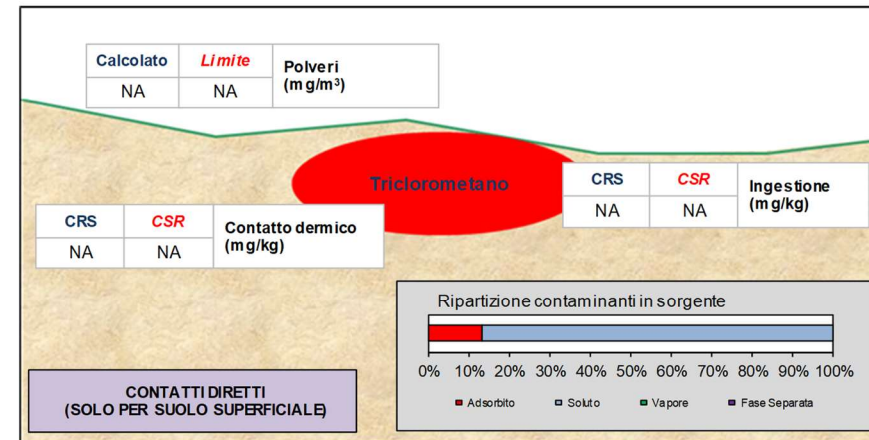 Calcolato Limite Polveri (mg/m³)
NA NA
Triclorometano
CRS CSR Ingestione (mg/kg)
NA NA
CRS CSR Contatto dermico (mg/kg)
NA NA
Ripartizione contaminanti in sorgente
0% 10% 20% 30% 40% 50% 60% 70% 80% 90% 100%
Adsorbito Soluto Vapore Fase Separata
CONTATTI DIRETTI
(SOLO PER SUOLO SUPERFICIALE)